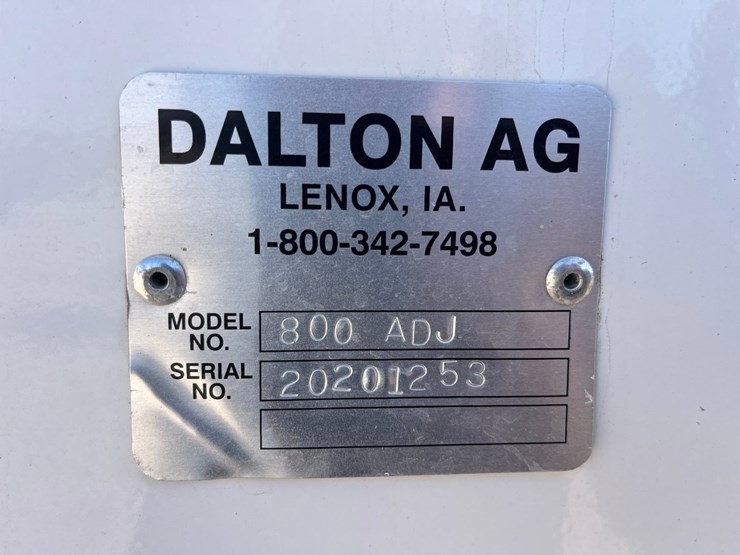 DALTON AG
LENOX, IA.
1-800-342-7498
MODEL NO. 800 ADJ
SERIAL NO. 20201253